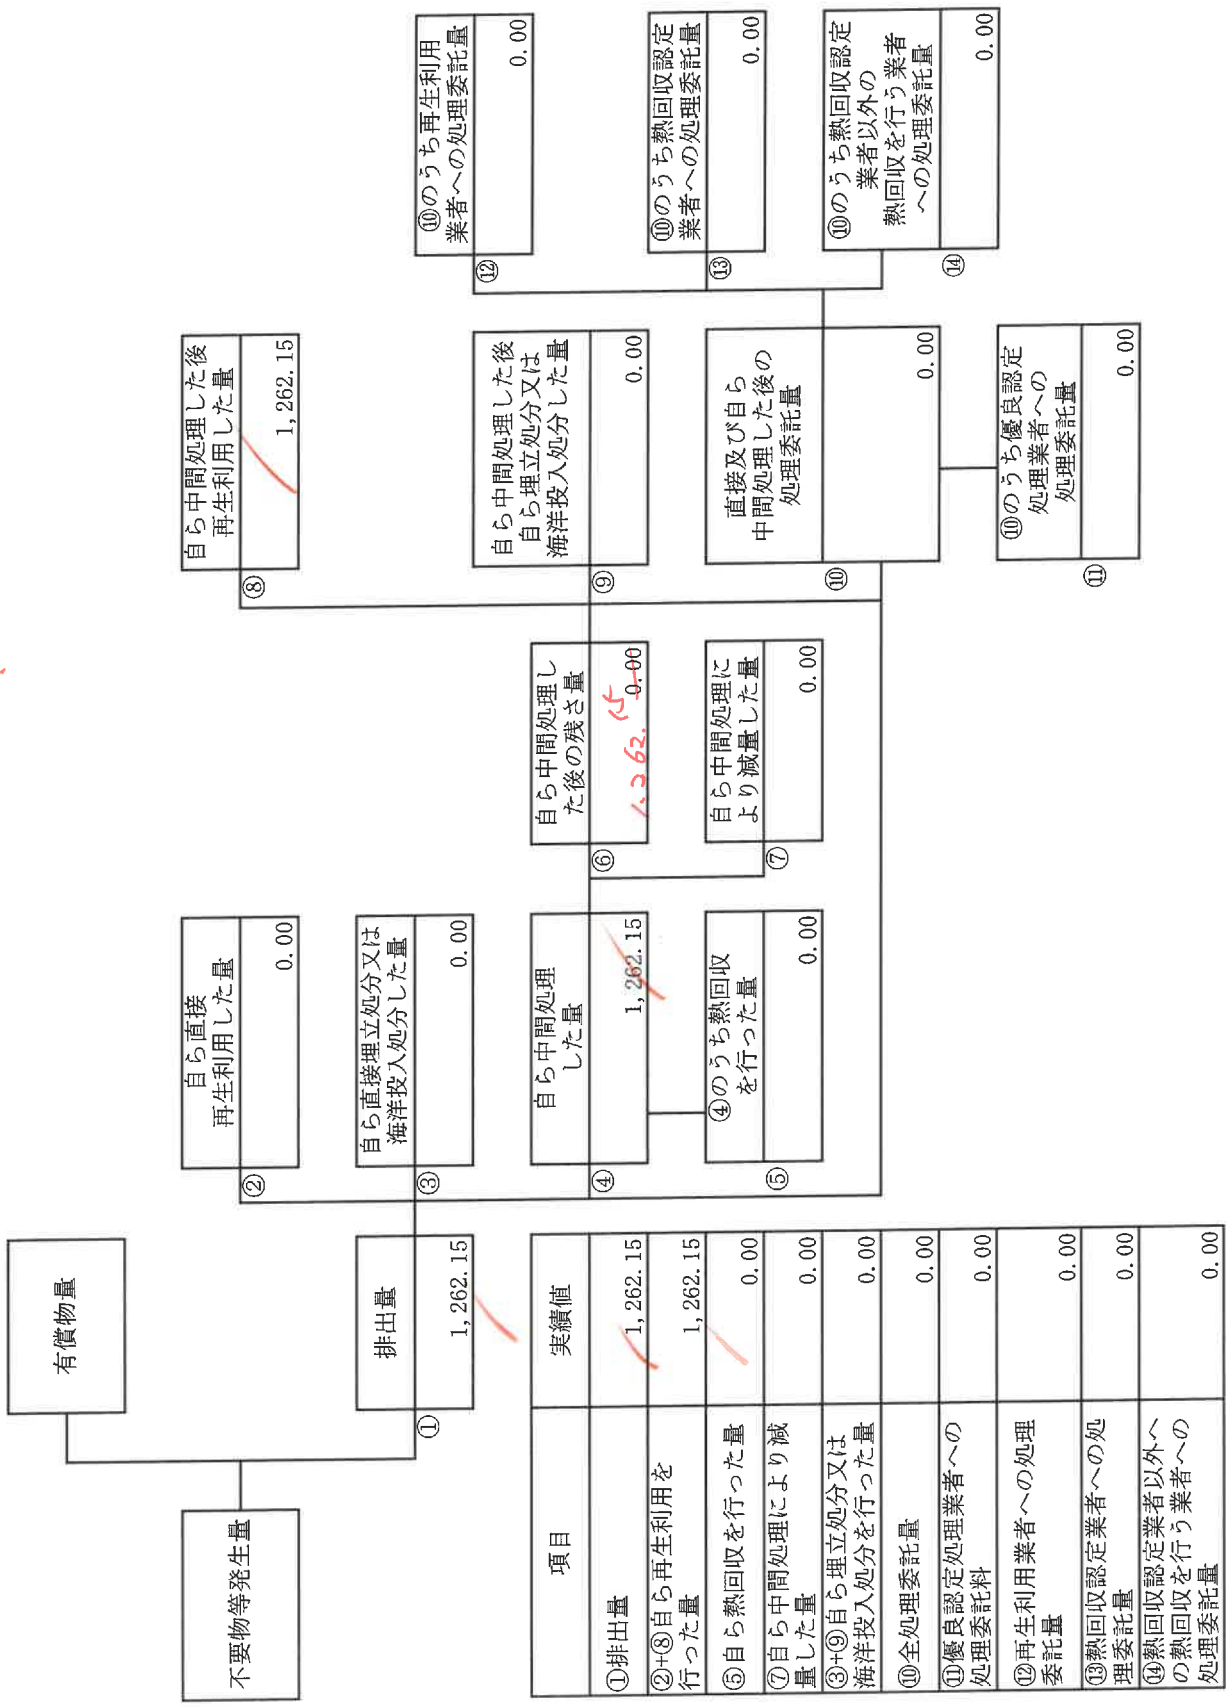 有償物量
不要物等発生量
①
排出量
1,262.15
②
自ら直接
再生利用した量
0.00
③
自ら直接埋立処分又は
海洋投入処分した量
0.00
④
自ら中間処理
した量
1,262.15
⑤
④のうち熱回収
を行った量
0.00
⑥
自ら中間処理し
た後の残さ量
0.00
1.262.15
⑦
自ら中間処理に
より減量した量
0.00
⑧
自ら中間処理した後
再生利用した量
1,262.15
⑨
自ら中間処理した後
自ら埋立処分又は
海洋投入処分した量
0.00
⑩
直接及び自ら
中間処理した後の
処理委託量
0.00
⑪
⑩のうち優良認定
処理業者への
処理委託量
0.00
⑫
⑩のうち再生利用
業者への処理委託量
0.00
⑬
⑩のうち熱回収認定
業者への処理委託量
0.00
⑭
⑩のうち熱回収認定
業者以外の
熱回収を行う業者
への処理委託量
0.00
項目 実績値
①排出量 1,262.15
②+⑧自ら再生利用を
行った量 1,262.15
⑤自ら熱回収を行った量 0.00
⑦自ら中間処理により減
量した量 0.00
③+⑨自ら埋立処分又は
海洋投入処分を行った量 0.00
⑩全処理委託量 0.00
⑪優良認定処理業者への
処理委託料 0.00
⑫再生利用業者への処理
委託量 0.00
⑬熱回収認定業者への処
理委託量 0.00
⑭熱回収認定業者以外へ
の熱回収を行う業者への
処理委託量 0.00